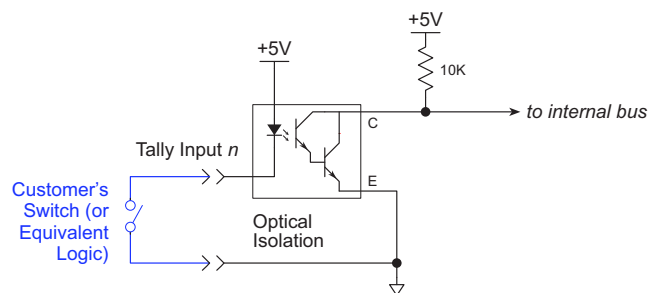 +5V
+5V
10K
C
to internal bus
Tally Input n
E
Customer's
Switch (or
Equivalent
Logic)
Optical
Isolation